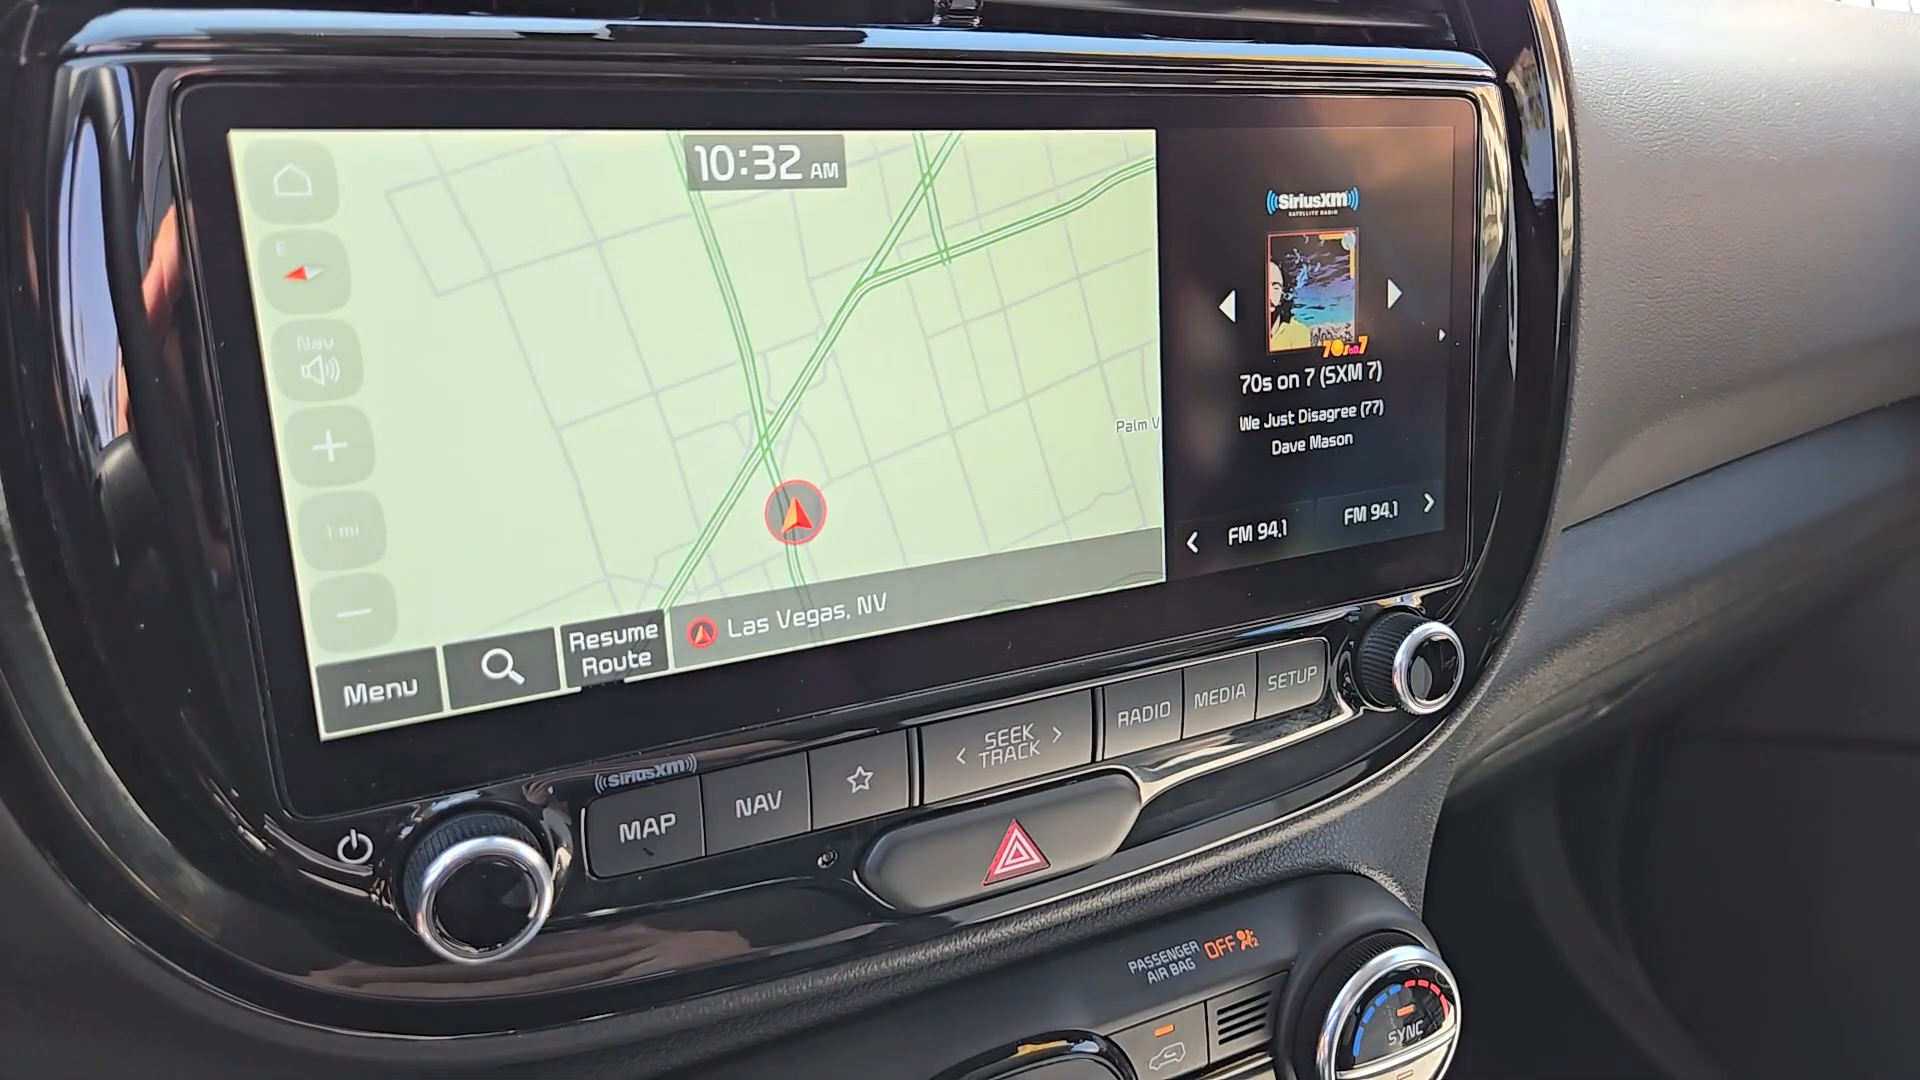 10:32 AM
E
Nav
1 mi
Menu
Resume
Route
Las Vegas, NV
Palm V
SiriusXM
SATELLITE RADIO
70s on 7
70s on 7 (SXM 7)
We Just Disagree (77)
Dave Mason
FM 94.1
FM 94.1
SiriusXM
MAP
NAV
SEEK
TRACK
RADIO
MEDIA
SETUP
PASSENGER
AIR BAG
OFF
2
SYNC